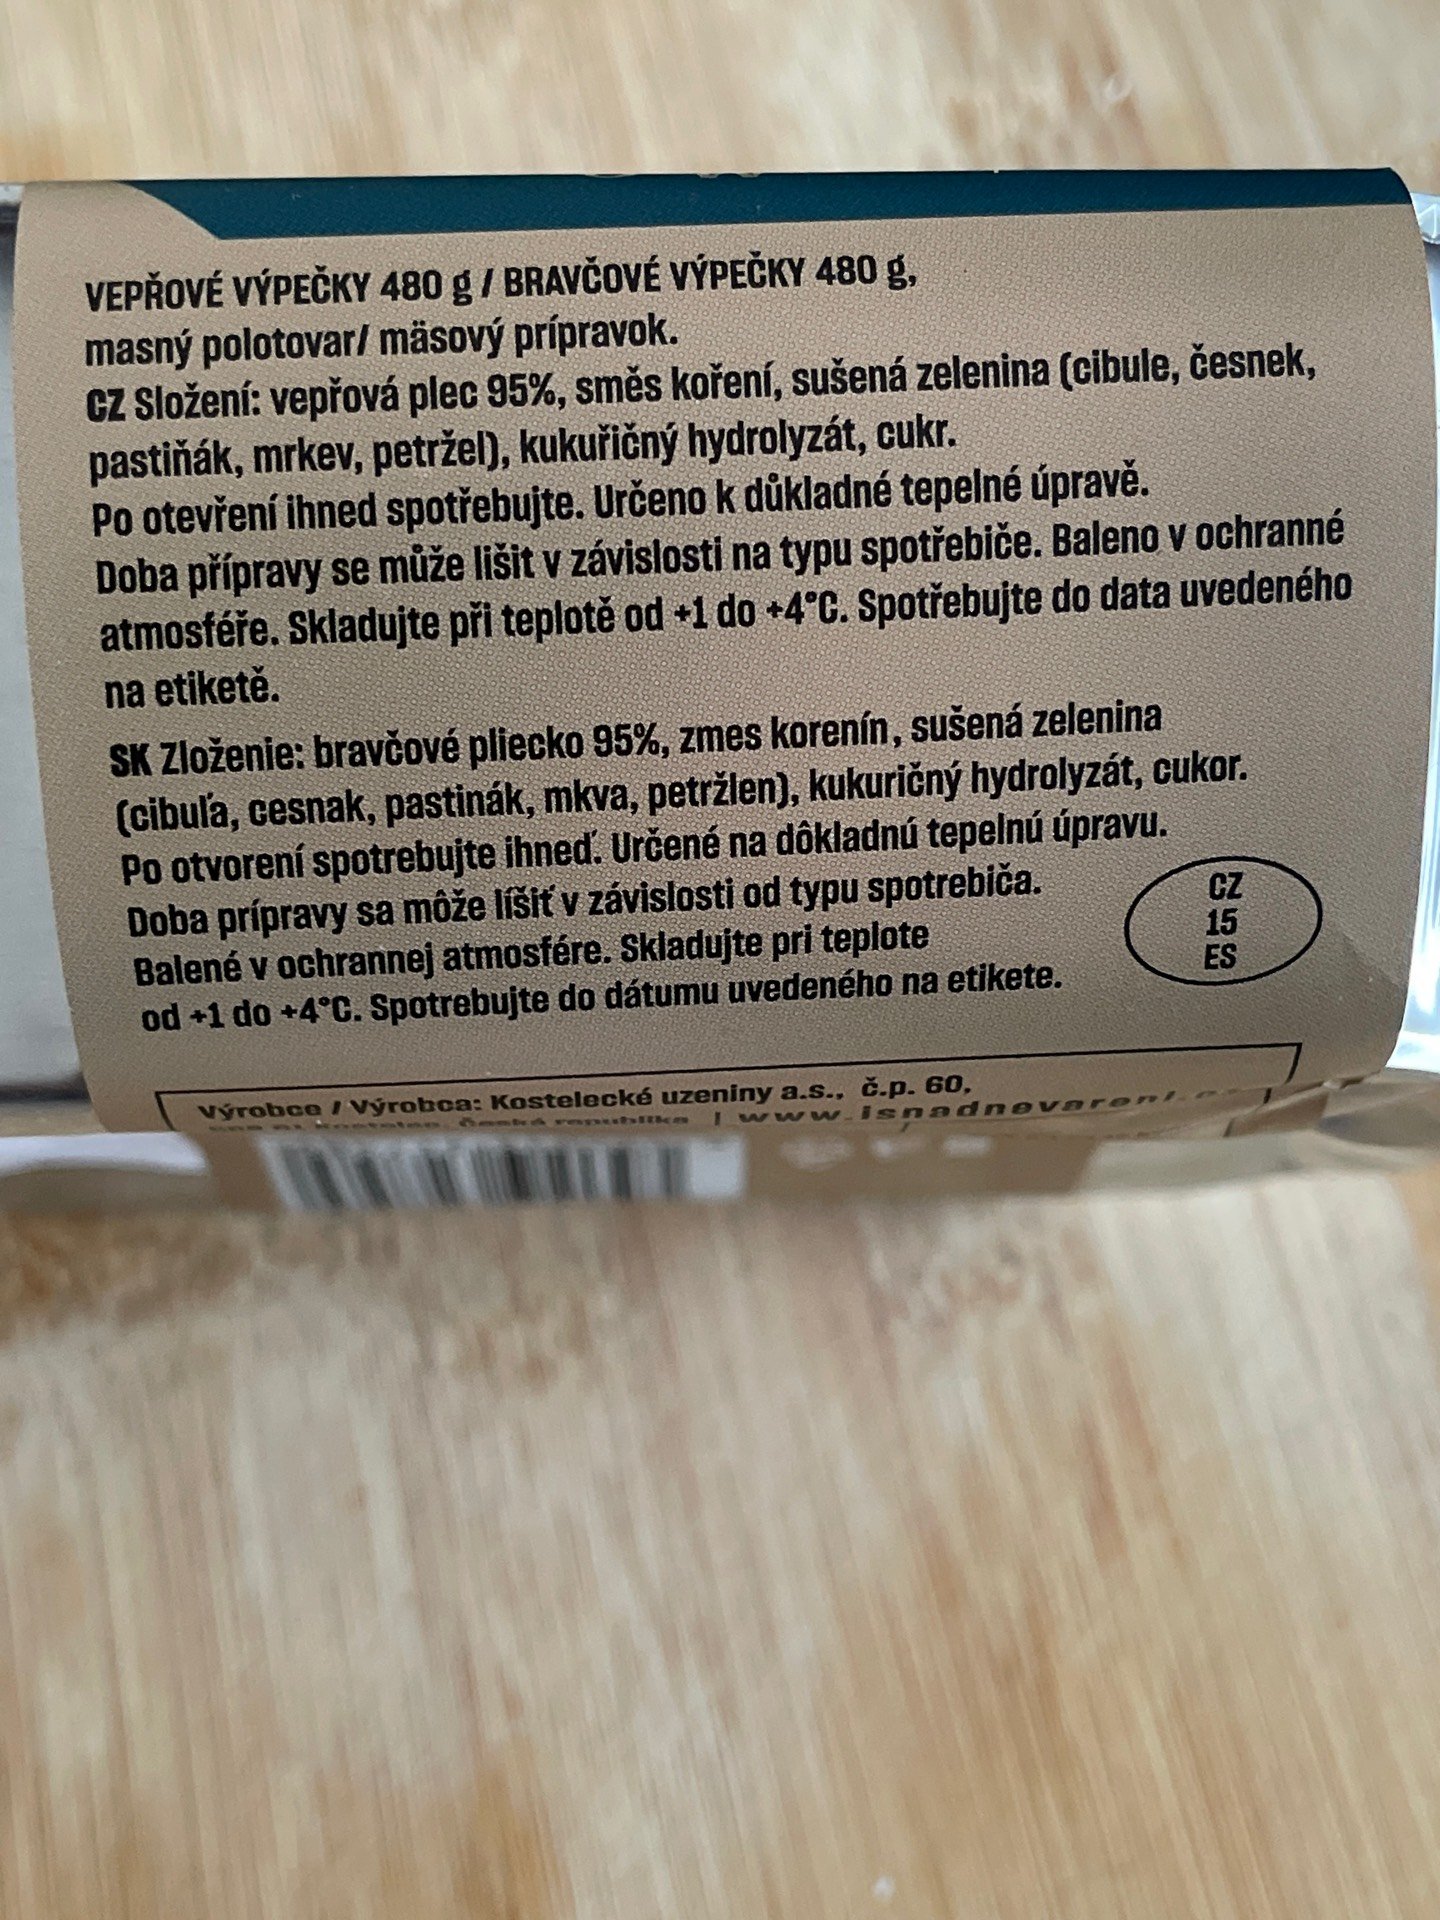 VEPŘOVÉ VÝPEČKY 480 g / BRAVČOVÉ VÝPEČKY 480 g,
masný polotovar/ mäsový prípravok.
CZ Složení: vepřová plec 95%, směs koření, sušená zelenina (cibule, česnek,
pastiňák, mrkev, petržel), kukuřičný hydrolyzát, cukr.
Po otevření ihned spotřebujte. Určeno k důkladné tepelné úpravě.
Doba přípravy se může lišit v závislosti na typu spotřebiče. Baleno v ochranné
atmosféře. Skladujte při teplotě od +1 do +4°C. Spotřebujte do data uvedeného
na etiketě.
SK Zloženie: bravčové pliecko 95%, zmes korenín, sušená zelenina
(cibuľa, cesnak, pastinák, mkva, petržlen), kukuričný hydrolyzát, cukor.
Po otvorení spotrebujte ihneď. Určené na dôkladnú tepelnú úpravu.
Doba prípravy sa môže líšiť v závislosti od typu spotrebiča.
Balené v ochrannej atmosfére. Skladujte pri teplote
od +1 do +4°C. Spotrebujte do dátumu uvedeného na etikete.
CZ
15
ES
Výrobce / Výrobca: Kostelecké uzeniny a.s., č.p. 60,
Kostelec, Česká republika |